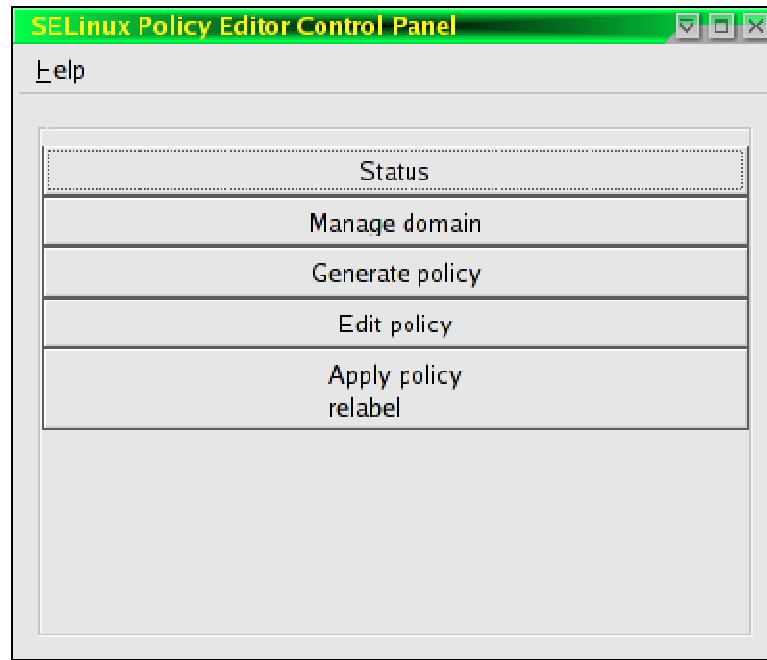 SELinux Policy Editor Control Panel
Help
Status
Manage domain
Generate policy
Edit policy
Apply policy
relabel